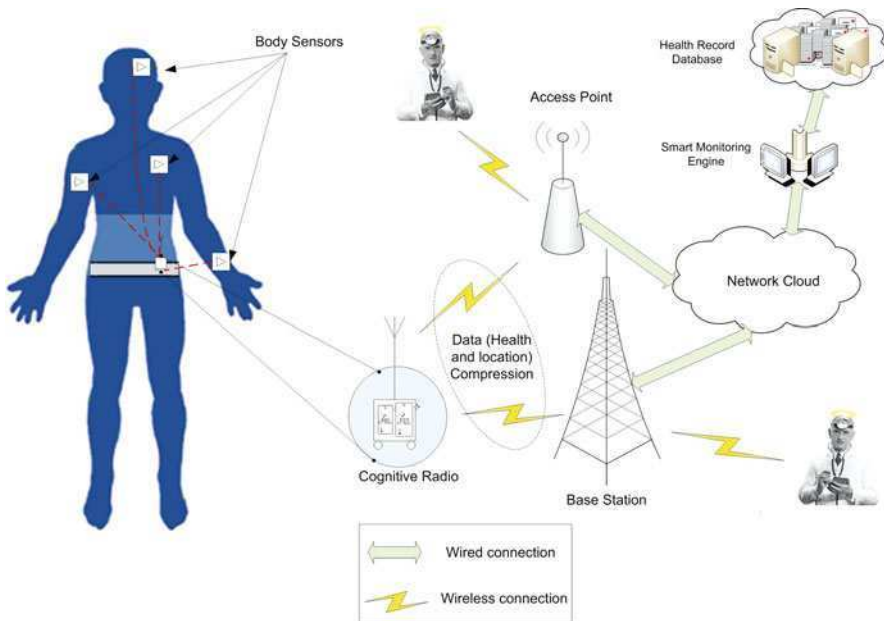 Body Sensors
Health Record
Database
Access Point
Smart Monitoring
Engine
Network Cloud
Data (Health
and location)
Compression
Cognitive Radio
Base Station
Wired connection
Wireless connection